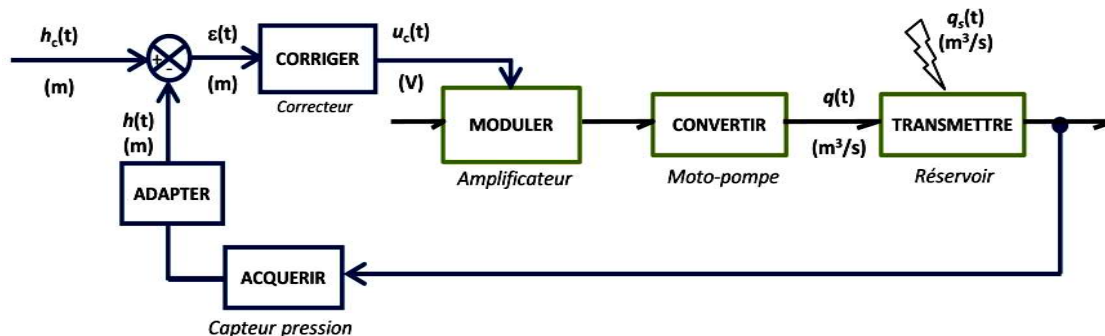 h_c(t)
(m)
+
-
ε(t)
(m)
CORRIGER
Correcteur
u_c(t)
(V)
MODULER
Amplificateur
CONVERTIR
Moto-pompe
q(t)
(m³/s)
q_s(t)
(m³/s)
TRANSMETTRE
Réservoir
h(t)
(m)
ADAPTER
ACQUERIR
Capteur pression